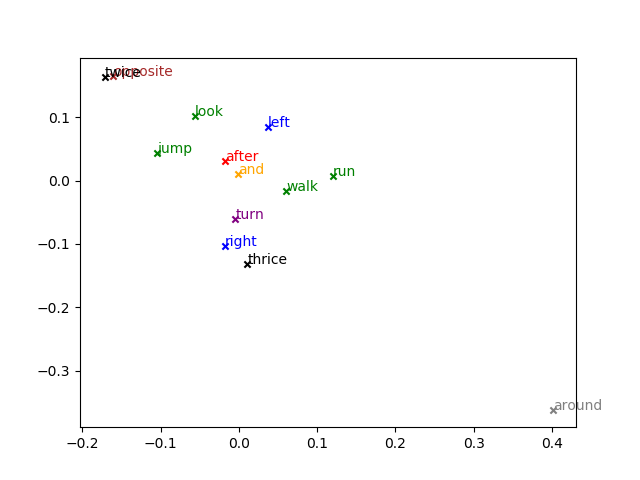 twice opposite
look
left
jump
after
and
run
walk
turn
right
thrice
around
0.1
0.0
−0.1
−0.2
−0.3
−0.2 −0.1 0.0 0.1 0.2 0.3 0.4